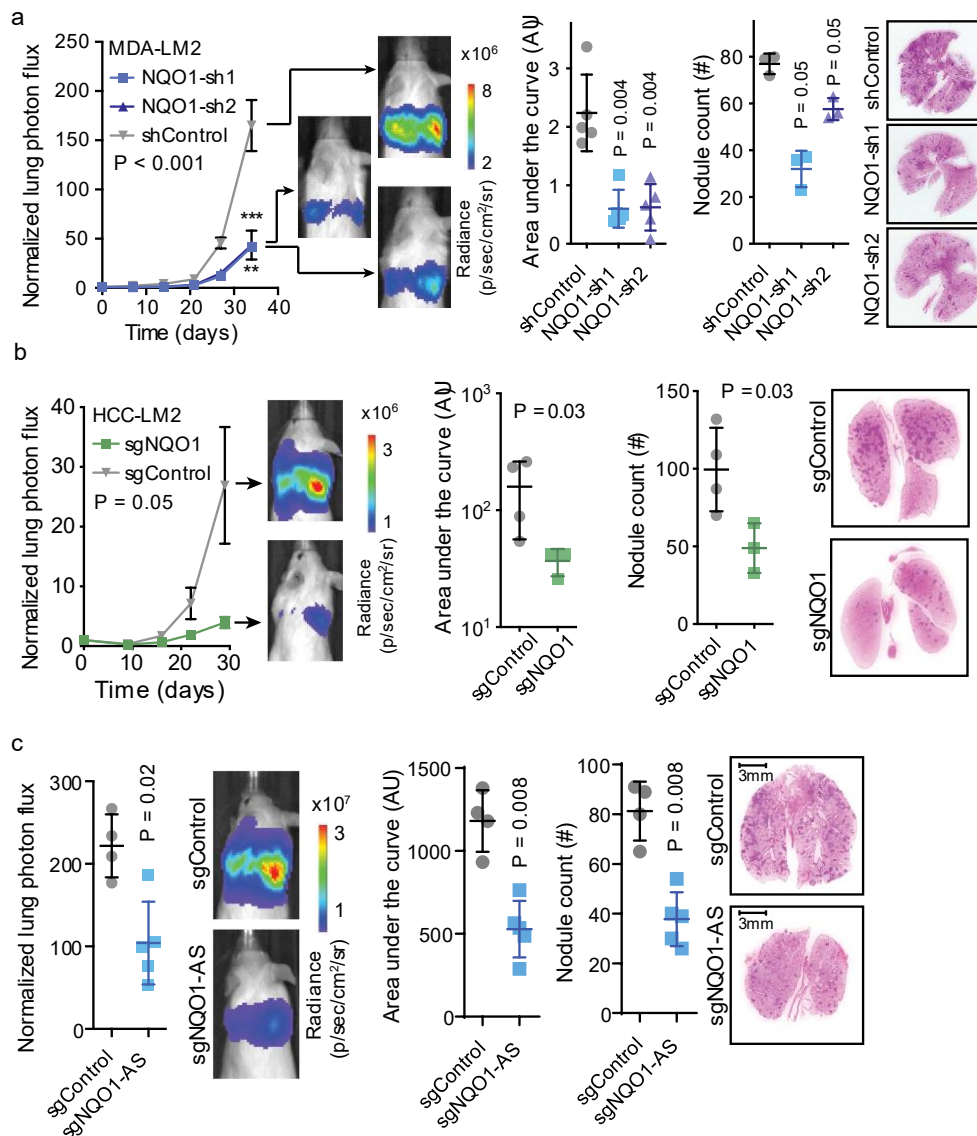 a
Normalized lung photon flux
250
200
150
100
50
0
MDA-LM2
NQO1-sh1
NQO1-sh2
shControl
P < 0.001
***
**
0 10 20 30 40
Time (days)
x10^6
8
2
Radiance
(p/sec/cm²/sr)
Area under the curve (AU)
4
3
2
1
0
P = 0.004
P = 0.004
shControl
NQO1-sh1
NQO1-sh2
Nodule count (#)
80
60
40
20
0
P = 0.05
P = 0.05
shControl
NQO1-sh1
NQO1-sh2
shControl
NQO1-sh1
NQO1-sh2
b
Normalized lung photon flux
40
35
30
25
20
15
10
5
0
HCC-LM2
sgNQO1
sgControl
P = 0.05
0 10 20 30
Time (days)
x10^6
3
1
Radiance
(p/sec/cm²/sr)
Area under the curve (AU
10³
10²
10¹
P = 0.03
sgControl
sgNQO1
Nodule count (#)
150
100
50
0
P = 0.03
sgControl
sgNQO1
sgControl
sgNQO1
c
Normalized lung photon flux
300
200
100
0
P = 0.02
sgControl
sgNQO1-AS
sgControl
sgNQO1-AS
x10^7
3
1
Radiance
(p/sec/cm²/sr)
Area under the curve (AU)
1500
1000
500
0
P = 0.008
sgControl
sgNQO1-AS
Nodule count (#)
100
80
60
40
20
0
P = 0.008
sgControl
sgNQO1-AS
sgControl
3mm
sgNQO1-AS
3mm